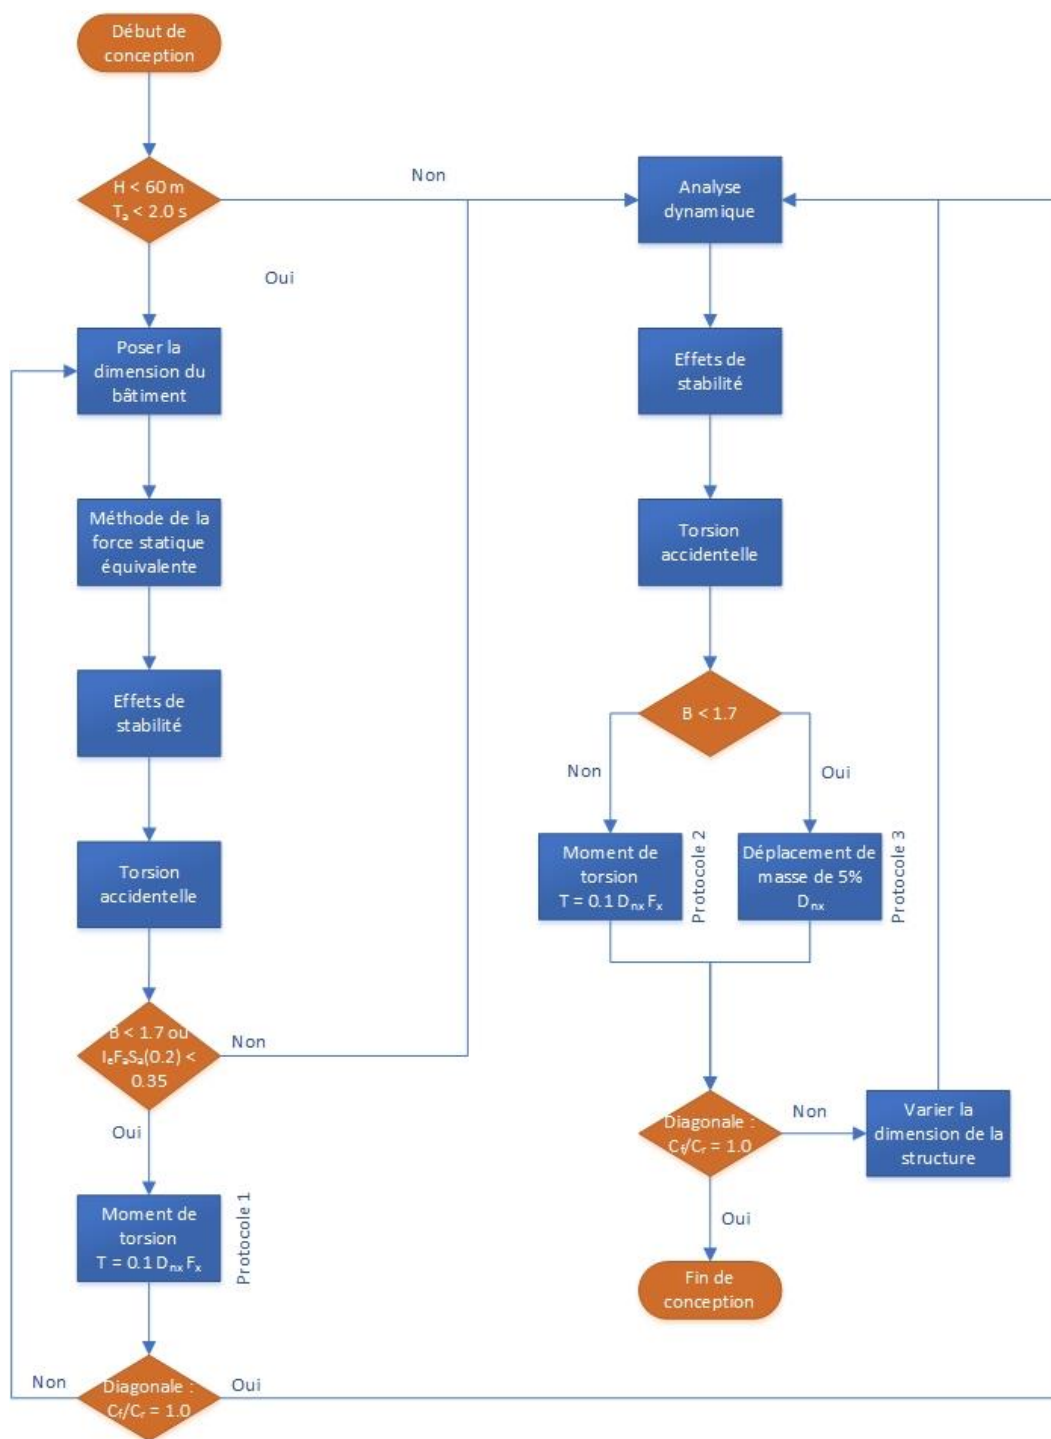 Début de
conception
H < 60 m
Tₐ < 2.0 s
Non
Oui
Poser la
dimension du
bâtiment
Méthode de la
force statique
équivalente
Effets de
stabilité
Torsion
accidentelle
B < 1.7 ou
IₑFₐSₐ(0.2) <
0.35
Non
Oui
Moment de
torsion
T = 0.1 Dₙₓ Fₓ
Protocole 1
Diagonale :
C_f/Cᵣ = 1.0
Non
Oui
Analyse
dynamique
Effets de
stabilité
Torsion
accidentelle
B < 1.7
Non
Oui
Moment de
torsion
T = 0.1 Dₙₓ Fₓ
Protocole 2
Déplacement de
masse de 5%
Dₙₓ
Protocole 3
Diagonale :
C_f/Cᵣ = 1.0
Non
Varier la
dimension de la
structure
Oui
Fin de
conception